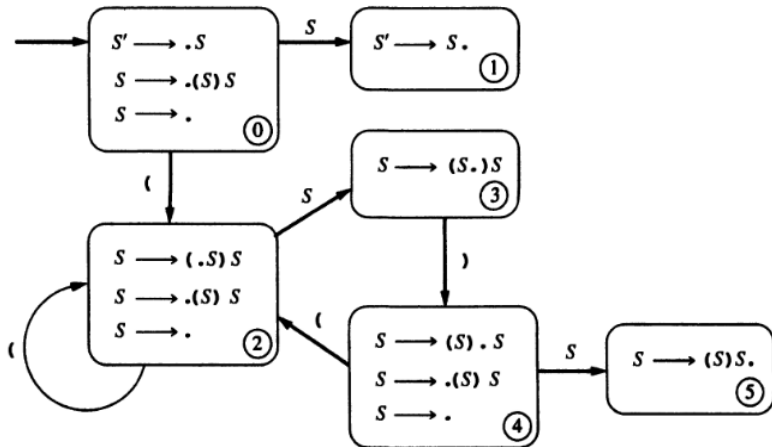 S' ⟶ .S
S ⟶ .(S)S
S ⟶ .
⓪
S
S' ⟶ S.
①
(
S
S ⟶ (S.)S
③
S ⟶ (.S)S
S ⟶ .(S)S
S ⟶ .
②
(
)
(
S ⟶ (S).S
S ⟶ .(S)S
S ⟶ .
④
S
S ⟶ (S)S.
⑤